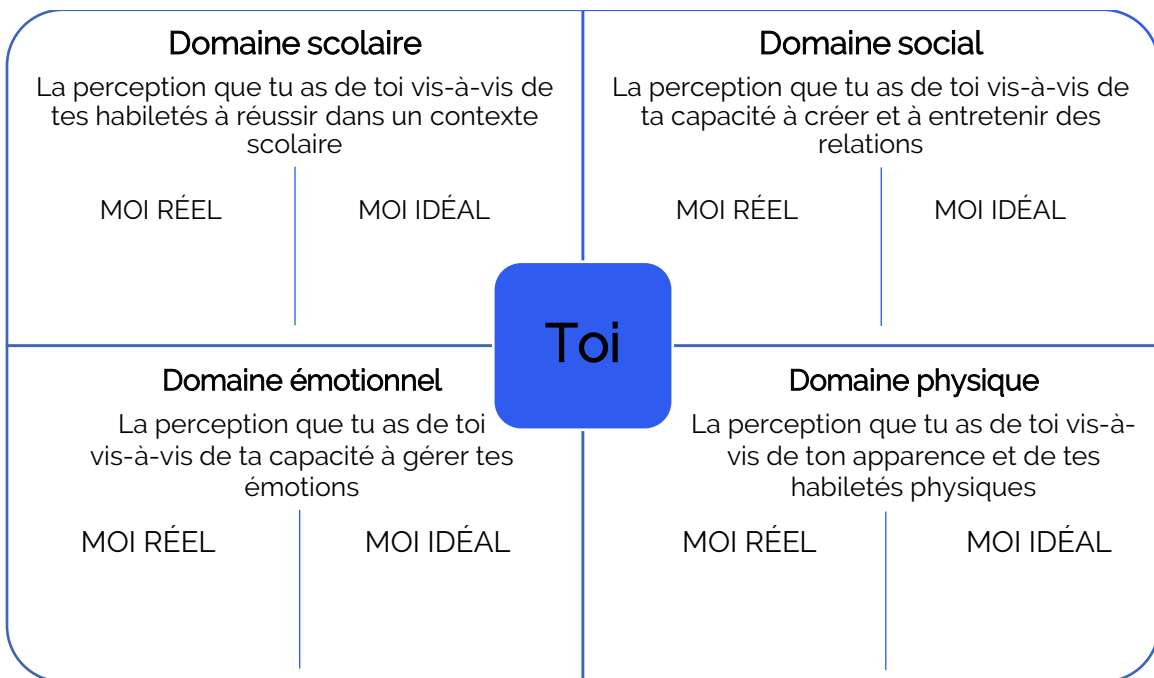 Domaine scolaire
La perception que tu as de toi vis-à-vis de
tes habiletés à réussir dans un contexte
scolaire
MOI RÉEL
MOI IDÉAL
Domaine social
La perception que tu as de toi vis-à-vis de
ta capacité à créer et à entretenir des
relations
MOI RÉEL
MOI IDÉAL
Toi
Domaine émotionnel
La perception que tu as de toi
vis-à-vis de ta capacité à gérer tes
émotions
MOI RÉEL
MOI IDÉAL
Domaine physique
La perception que tu as de toi vis-à-
vis de ton apparence et de tes
habiletés physiques
MOI RÉEL
MOI IDÉAL